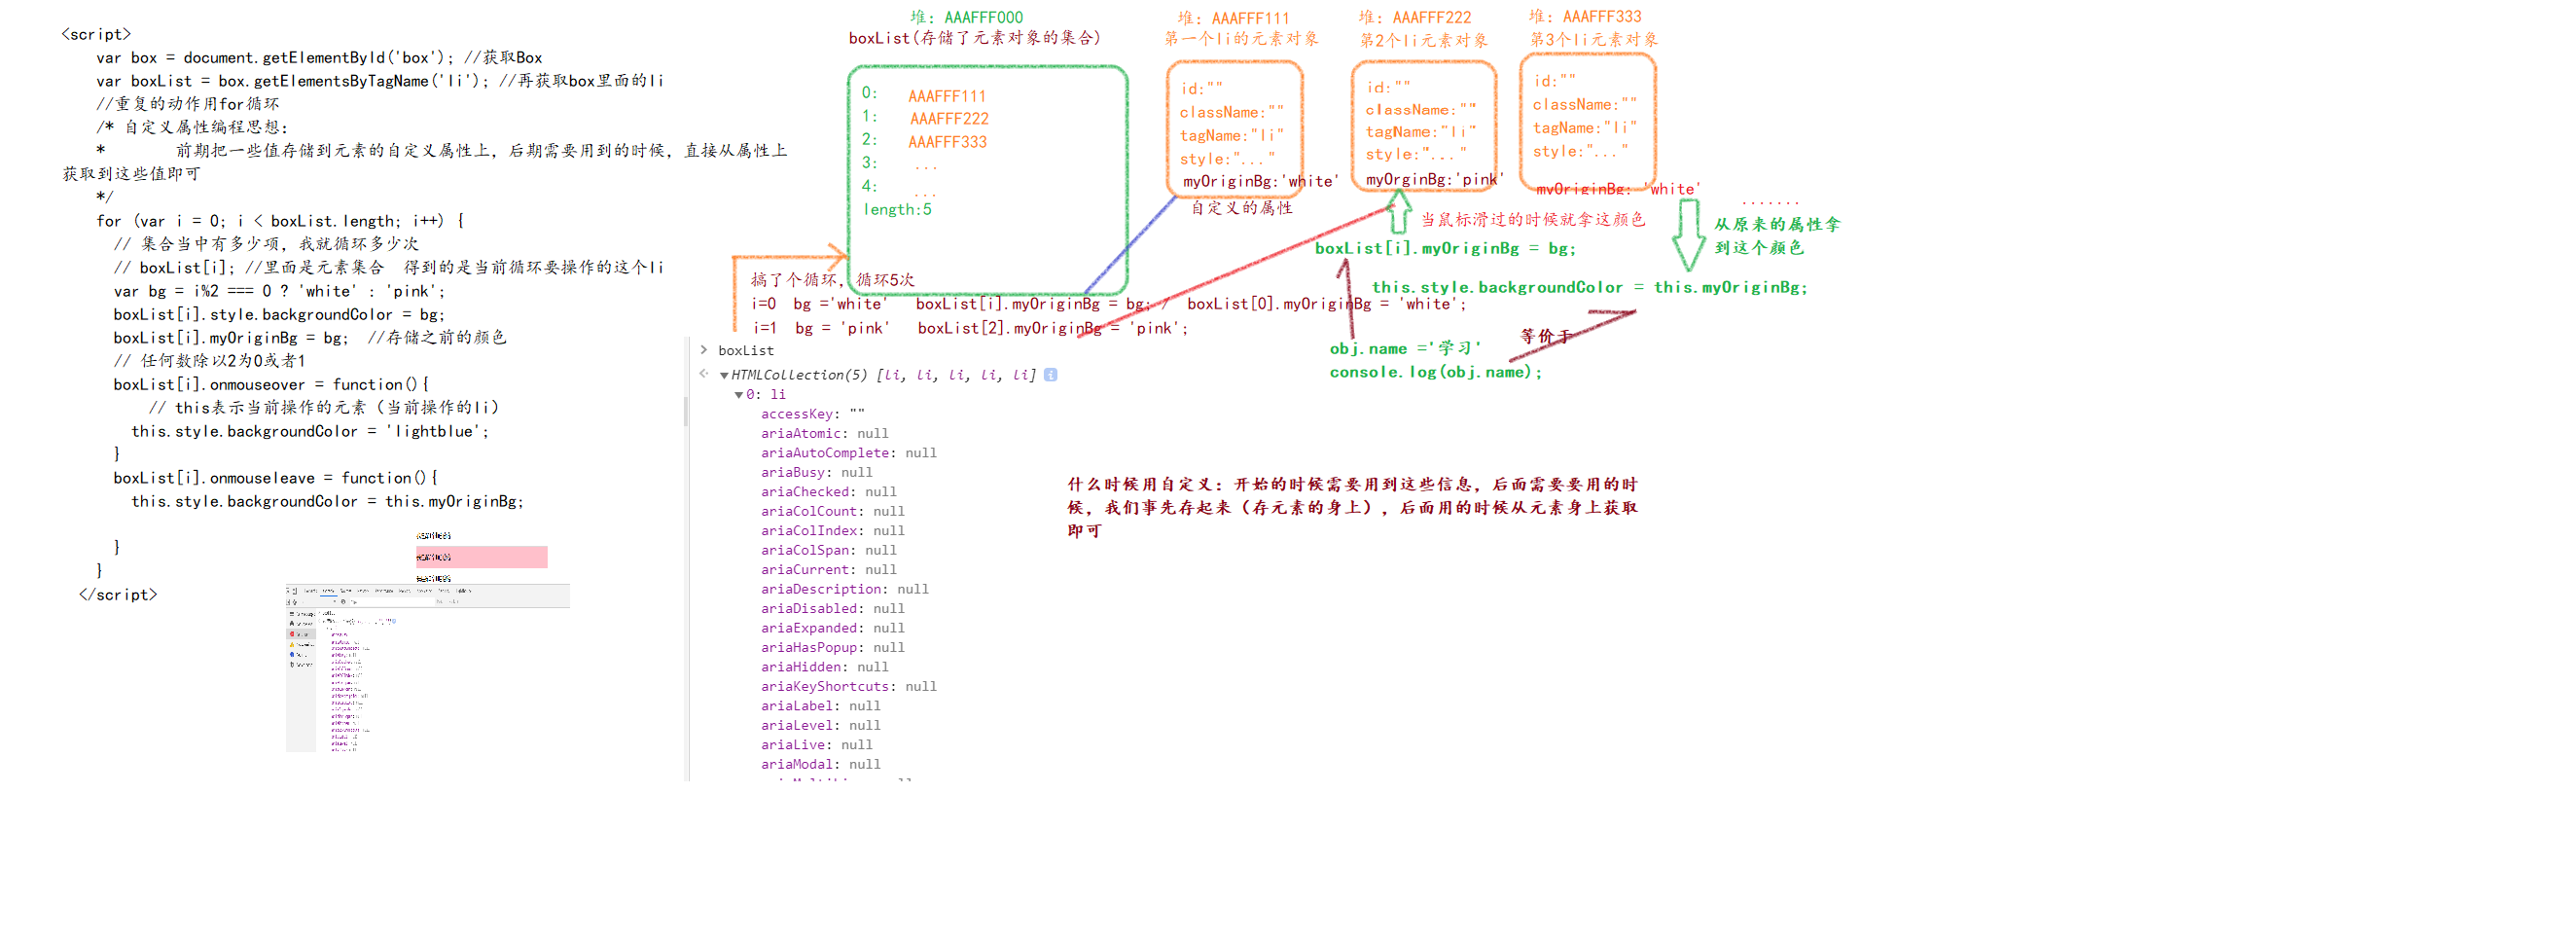 <script>
var box = document.getElementById('box'); //获取Box
var boxList = box.getElementsByTagName('li'); //再获取box里面的li
//重复的动作用for循环
/* 自定义属性编程思想：
* 前期把一些值存储到元素的自定义属性上，后期需要用到的时候，直接从属性上
获取到这些值即可
*/
for (var i = 0; i < boxList.length; i++) {
// 集合当中有多少项，我就循环多少次
// boxList[i]; //里面是元素集合 得到的是当前循环要操作的这个li
var bg = i%2 === 0 ? 'white' : 'pink';
boxList[i].style.backgroundColor = bg;
boxList[i].myOriginBg = bg; //存储之前的颜色
// 任何数除以2为0或者1
boxList[i].onmouseover = function(){
// this表示当前操作的元素（当前操作的li）
this.style.backgroundColor = 'lightblue';
}
boxList[i].onmouseleave = function(){
this.style.backgroundColor = this.myOriginBg;
}
}
</script>
堆：AAAFFF000
boxList(存储了元素对象的集合)
0: AAAFFF111
1: AAAFFF222
2: AAAFFF333
3: ...
4: ...
length:5
堆：AAAFFF111
第一个li的元素对象
id:""
className:""
tagName:"li"
style:"..."
myOriginBg:'white'
自定义的属性
堆：AAAFFF222
第2个li元素对象
id:""
className:""
tagName:"li"
style:"..."
myOrginBg:'pink'
当鼠标滑过的时候就拿这颜色
boxList[i].myOriginBg = bg;
堆：AAAFFF333
第3个li元素对象
id:""
className:""
tagName:"li"
style:"..."
myOriginBg: 'white'
.......
从原来的属性拿
到这个颜色
this.style.backgroundColor = this.myOriginBg;
搞了个循环，循环5次
i=0 bg ='white' boxList[i].myOriginBg = bg; / boxList[0].myOriginBg = 'white';
i=1 bg = 'pink' boxList[2].myOriginBg = 'pink';
等价于
obj.name ='学习'
console.log(obj.name);
boxList
HTMLCollection(5) [li, li, li, li, li]
0: li
accessKey: ""
ariaAtomic: null
ariaAutoComplete: null
ariaBusy: null
ariaChecked: null
ariaColCount: null
ariaColIndex: null
ariaColSpan: null
ariaCurrent: null
ariaDescription: null
ariaDisabled: null
ariaExpanded: null
ariaHasPopup: null
ariaHidden: null
ariaKeyShortcuts: null
ariaLabel: null
ariaLevel: null
ariaLive: null
ariaModal: null
什么时候用自定义：开始的时候需要用到这些信息，后面需要要用的时
候，我们事先存起来（存元素的身上），后面用的时候从元素身上获取
即可